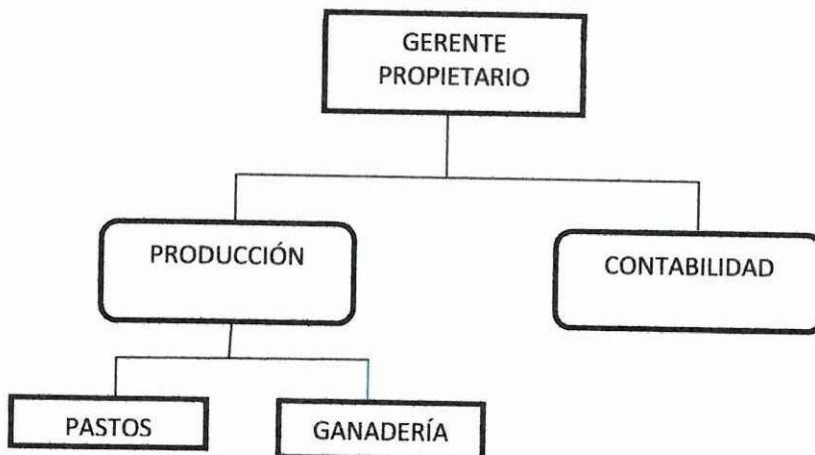 GERENTE
PROPIETARIO
PRODUCCIÓN
CONTABILIDAD
PASTOS
GANADERÍA